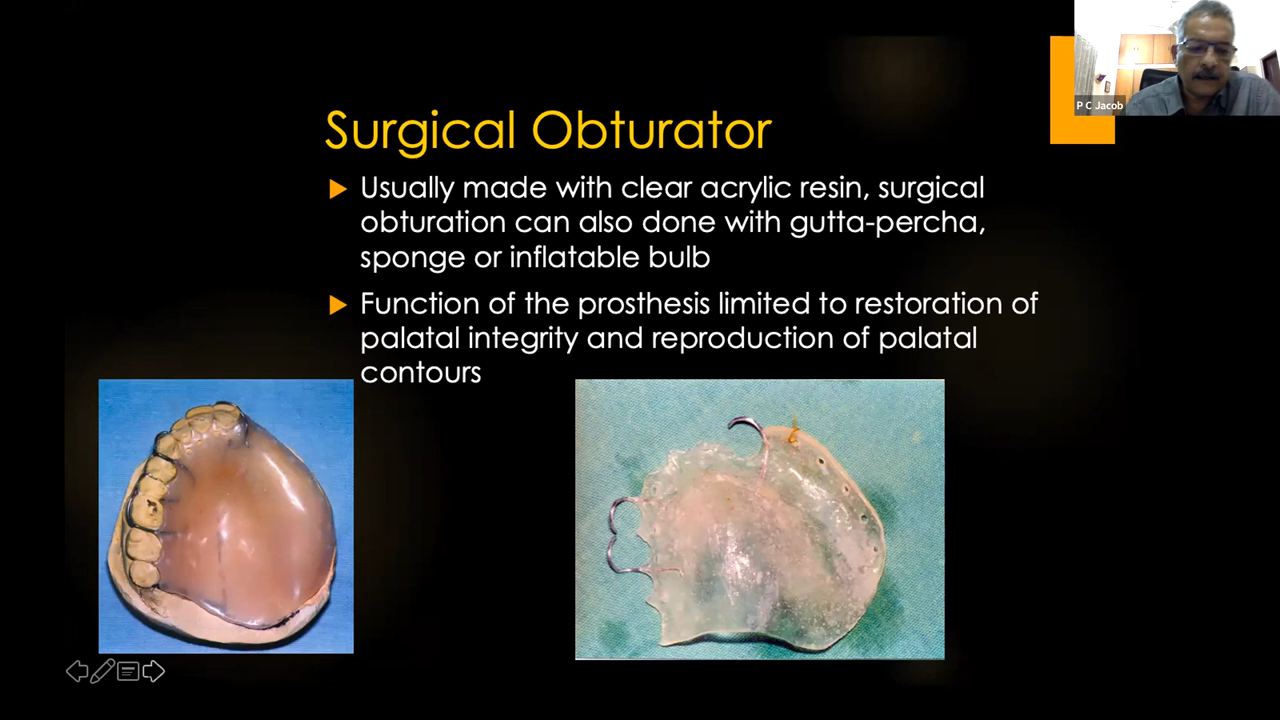 P C Jacob
Surgical Obturator
Usually made with clear acrylic resin, surgical
obturation can also done with gutta-percha,
sponge or inflatable bulb
Function of the prosthesis limited to restoration of
palatal integrity and reproduction of palatal
contours